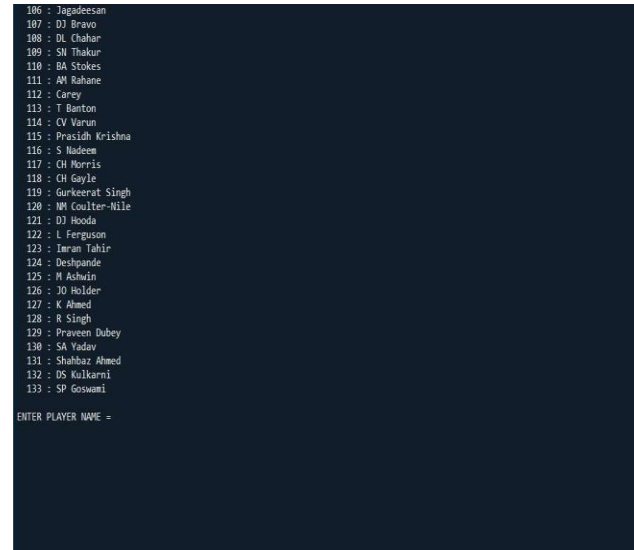 106 : Jagadeesan
107 : DJ Bravo
108 : DL Chahar
109 : SN Thakur
110 : BA Stokes
111 : AM Rahane
112 : Carey
113 : T Banton
114 : CV Varun
115 : Prasidh Krishna
116 : S Nadeem
117 : CH Morris
118 : CH Gayle
119 : Gurkeerat Singh
120 : NM Coulter-Nile
121 : DJ Hooda
122 : L Ferguson
123 : Imran Tahir
124 : Deshpande
125 : M Ashwin
126 : JO Holder
127 : K Ahmed
128 : R Singh
129 : Praveen Dubey
130 : SA Yadav
131 : Shahbaz Ahmed
132 : DS Kulkarni
133 : SP Goswami
ENTER PLAYER NAME =